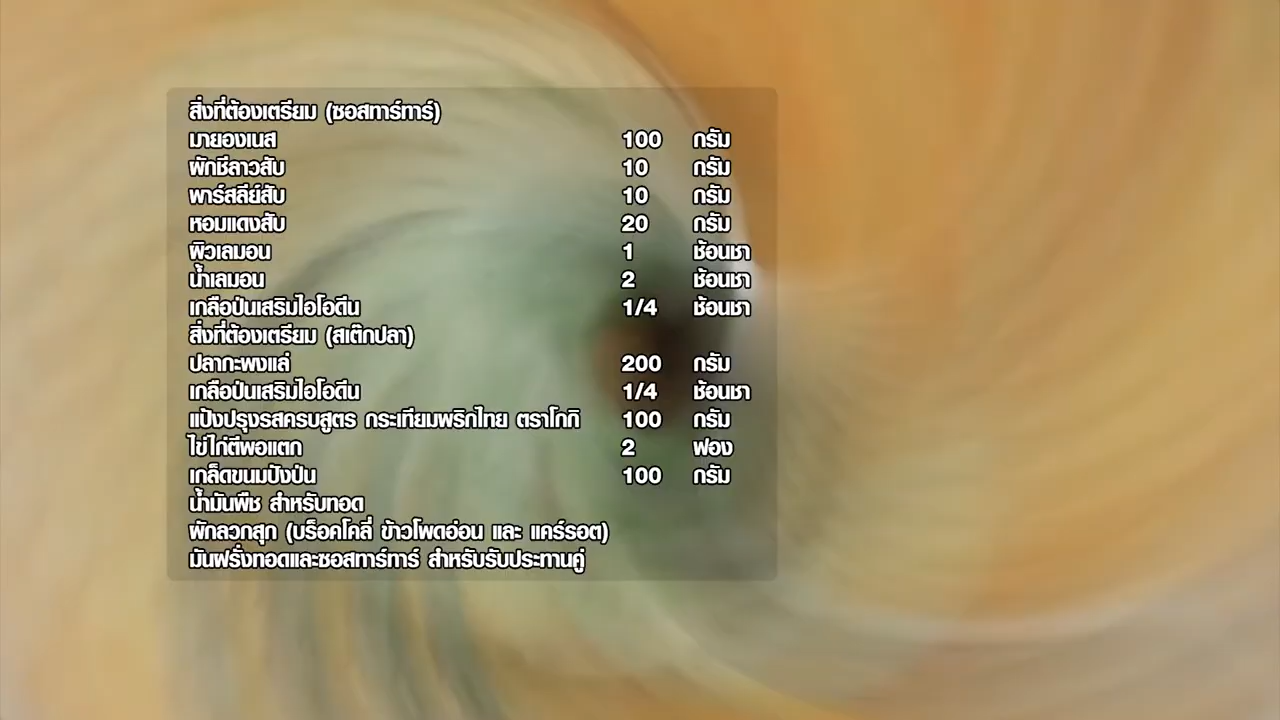 สิ่งที่ต้องเตรียม (ซอสทาร์ทาร์)
มายองเนส 100 กรัม
ผักชีลาวสับ 10 กรัม
พาร์สลีย์สับ 10 กรัม
หอมแดงสับ 20 กรัม
ผิวเลมอน 1 ช้อนชา
น้ำเลมอน 2 ช้อนชา
เกลือป่นเสริมไอโอดีน 1/4 ช้อนชา
สิ่งที่ต้องเตรียม (สเต๊กปลา)
ปลากะพงแล่ 200 กรัม
เกลือป่นเสริมไอโอดีน 1/4 ช้อนชา
แป้งปรุงรสครบสูตร กระเทียมพริกไทย ตราโกกิ 100 กรัม
ไข่ไก่ตีพอแตก 2 ฟอง
เกล็ดขนมปังป่น 100 กรัม
น้ำมันพืช สำหรับทอด
ผักลวกสุก (บร็อคโคลี่ ข้าวโพดอ่อน และ แคร์รอต)
มันฝรั่งทอดและซอสทาร์ทาร์ สำหรับรับประทานคู่